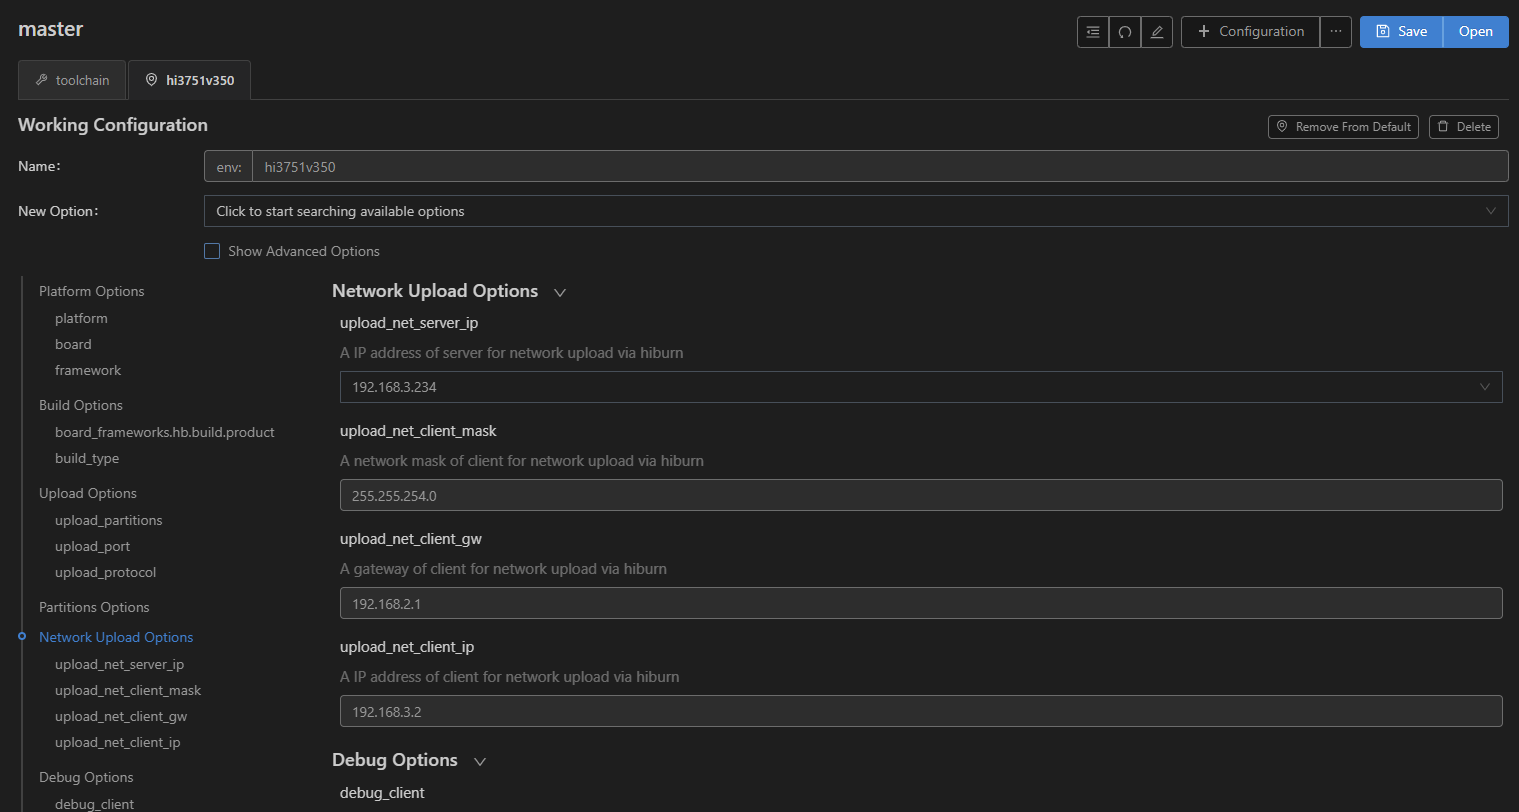 master
+ Configuration
···
Save
Open
toolchain
hi3751v350
Working Configuration
Remove From Default
Delete
Name:
env:
hi3751v350
New Option:
Click to start searching available options
Show Advanced Options
Platform Options
platform
board
framework
Build Options
board_frameworks.hb.build.product
build_type
Upload Options
upload_partitions
upload_port
upload_protocol
Partitions Options
Network Upload Options
upload_net_server_ip
upload_net_client_mask
upload_net_client_gw
upload_net_client_ip
Debug Options
debug_client
Network Upload Options
upload_net_server_ip
A IP address of server for network upload via hiburn
192.168.3.234
upload_net_client_mask
A network mask of client for network upload via hiburn
255.255.254.0
upload_net_client_gw
A gateway of client for network upload via hiburn
192.168.2.1
upload_net_client_ip
A IP address of client for network upload via hiburn
192.168.3.2
Debug Options
debug_client